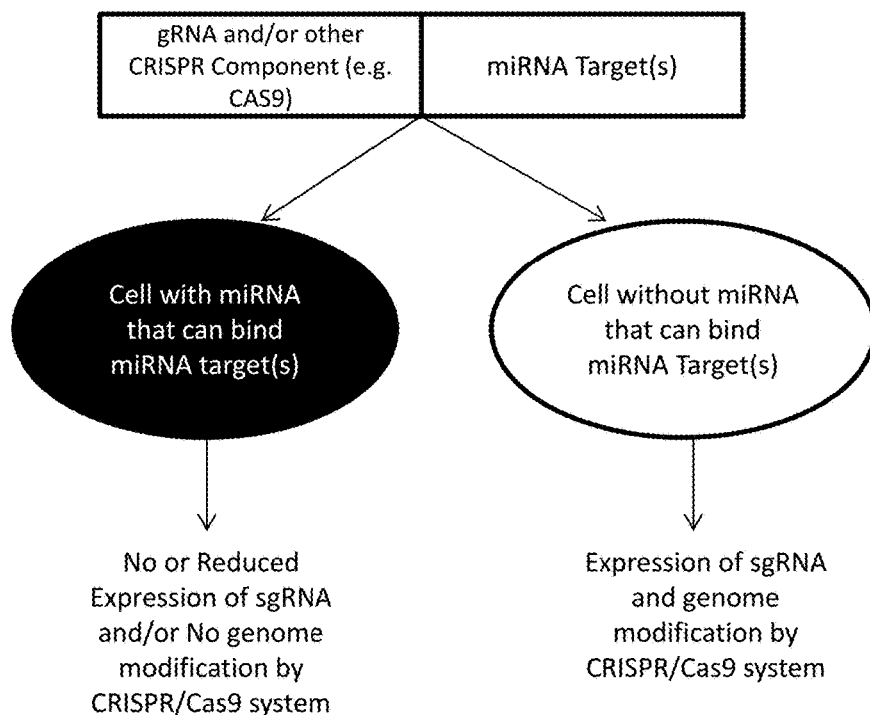 gRNA and/or other
CRISPR Component (e.g.
CAS9)
miRNA Target(s)
Cell with miRNA
that can bind
miRNA target(s)
Cell without miRNA
that can bind
miRNA Target(s)
No or Reduced
Expression of sgRNA
and/or No genome
modification by
CRISPR/Cas9 system
Expression of sgRNA
and genome
modification by
CRISPR/Cas9 system